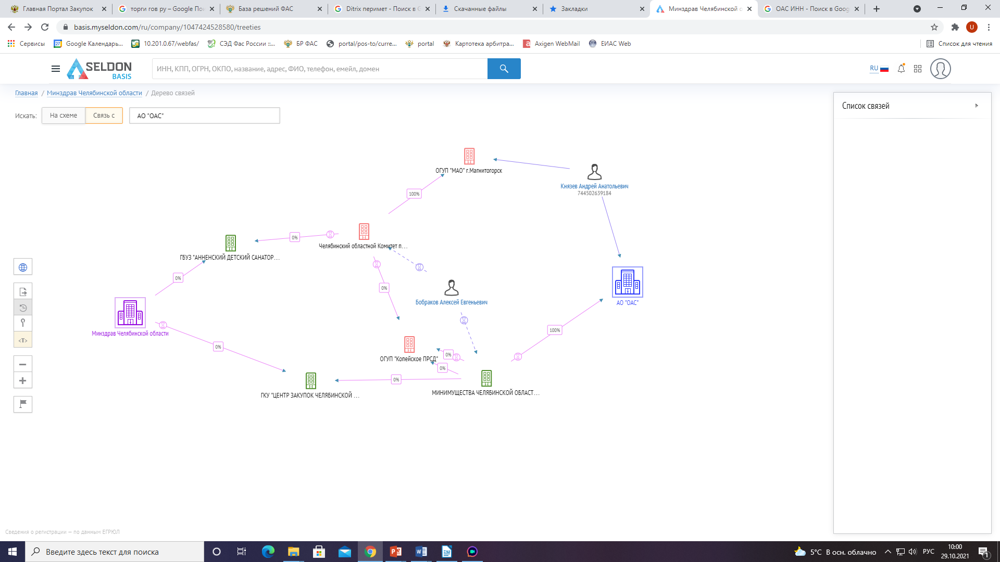 Главная Портал Закупок
торги гов ру – Google По
База решений ФАС
Ditrix перимет - Поиск в G
Скачанные файлы
Закладки
Минздрав Челябинской о
ОАС ИНН - Поиск в Goog
basis.myseldon.com/ru/company/1047424528580/treeties
U
Сервисы
27
Google Календарь...
10.201.0.67/webfas/
СЭД Фас России ::...
БР ФАС
portal/pos-to/curre...
portal
Картотека арбитра...
a
Axigen WebMail
ЕИАС Web
Список для чтения
SELDON
BASIS
ИНН, КПП, ОГРН, ОКПО, название, адрес, ФИО, телефон, емейл, домен
RU
Главная / Минздрав Челябинской области / Дерево связей
Искать:
На схеме
Связь с
АО "ОАС"
Список связей
ОГУП "МАО" г.Магнитогорск
Князев Андрей Анатольевич
744502639184
100%
Челябинский областной Комитет п...
0%
ГБУЗ "АННЕНСКИЙ ДЕТСКИЙ САНАТОР...
0%
0%
Бобраков Алексей Евгеньевич
АО "ОАС"
Минздрав Челябинской области
100%
0%
<T>
ОГУП "Копейское ПРСД"
0%
0%
0%
ГКУ "ЦЕНТР ЗАКУПОК ЧЕЛЯБИНСКОЙ ...
МИНИМУЩЕСТВА ЧЕЛЯБИНСКОЙ ОБЛАСТ...
Сведения о регистрации — по данным ЕГРЮЛ
Введите здесь текст для поиска
5°C В осн. облачно
РУС
10:00
29.10.2021
1